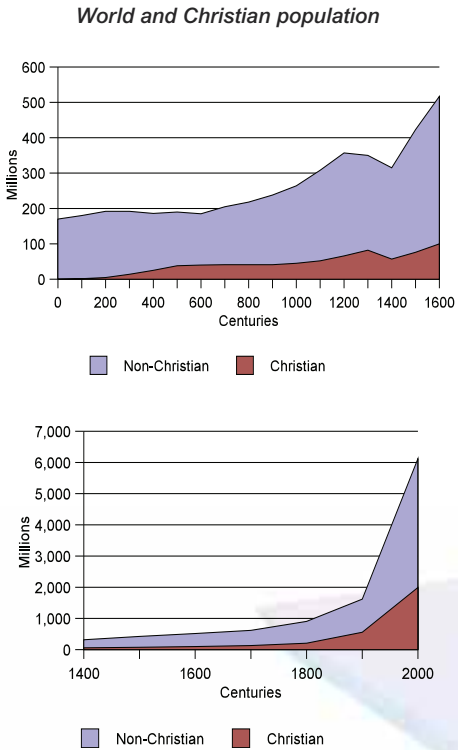 World and Christian population
600
500
400
300
200
100
0
Millions
0 200 400 600 800 1000 1200 1400 1600
Centuries
Non-Christian Christian
7,000
6,000
5,000
4,000
3,000
2,000
1,000
0
Millions
1400 1600 1800 2000
Centuries
Non-Christian Christian